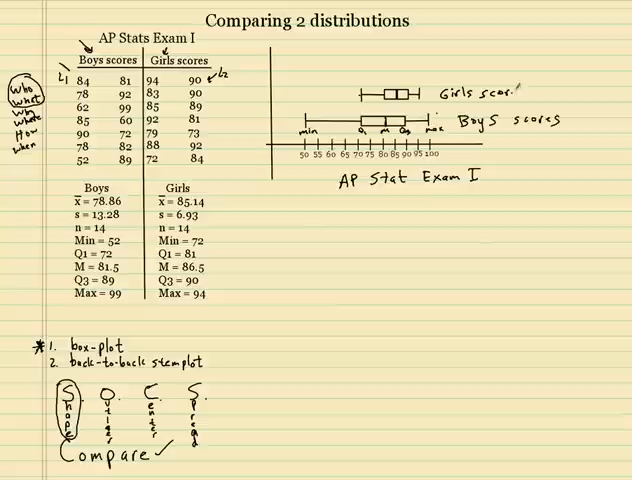 Comparing 2 distributions
AP Stats Exam I
Boys scores Girls scores
L1 84 81 94 90 L2
78 92 83 90
62 99 85 89
85 60 92 81
90 72 79 73
78 82 88 92
52 89 72 84
who
what
why
where
How
when
Boys Girls
x̄ = 78.86 x̄ = 85.14
s = 13.28 s = 6.93
n = 14 n = 14
Min = 52 Min = 72
Q1 = 72 Q1 = 81
M = 81.5 M = 86.5
Q3 = 89 Q3 = 90
Max = 99 Max = 94
Girls scor
Boys scores
min Q1 M Q3 max
50 55 60 65 70 75 80 85 90 95 100
AP Stat Exam I
* 1. box-plot
2. back-to-back stemplot
Shape Outlier Center Spread
Compare ✓